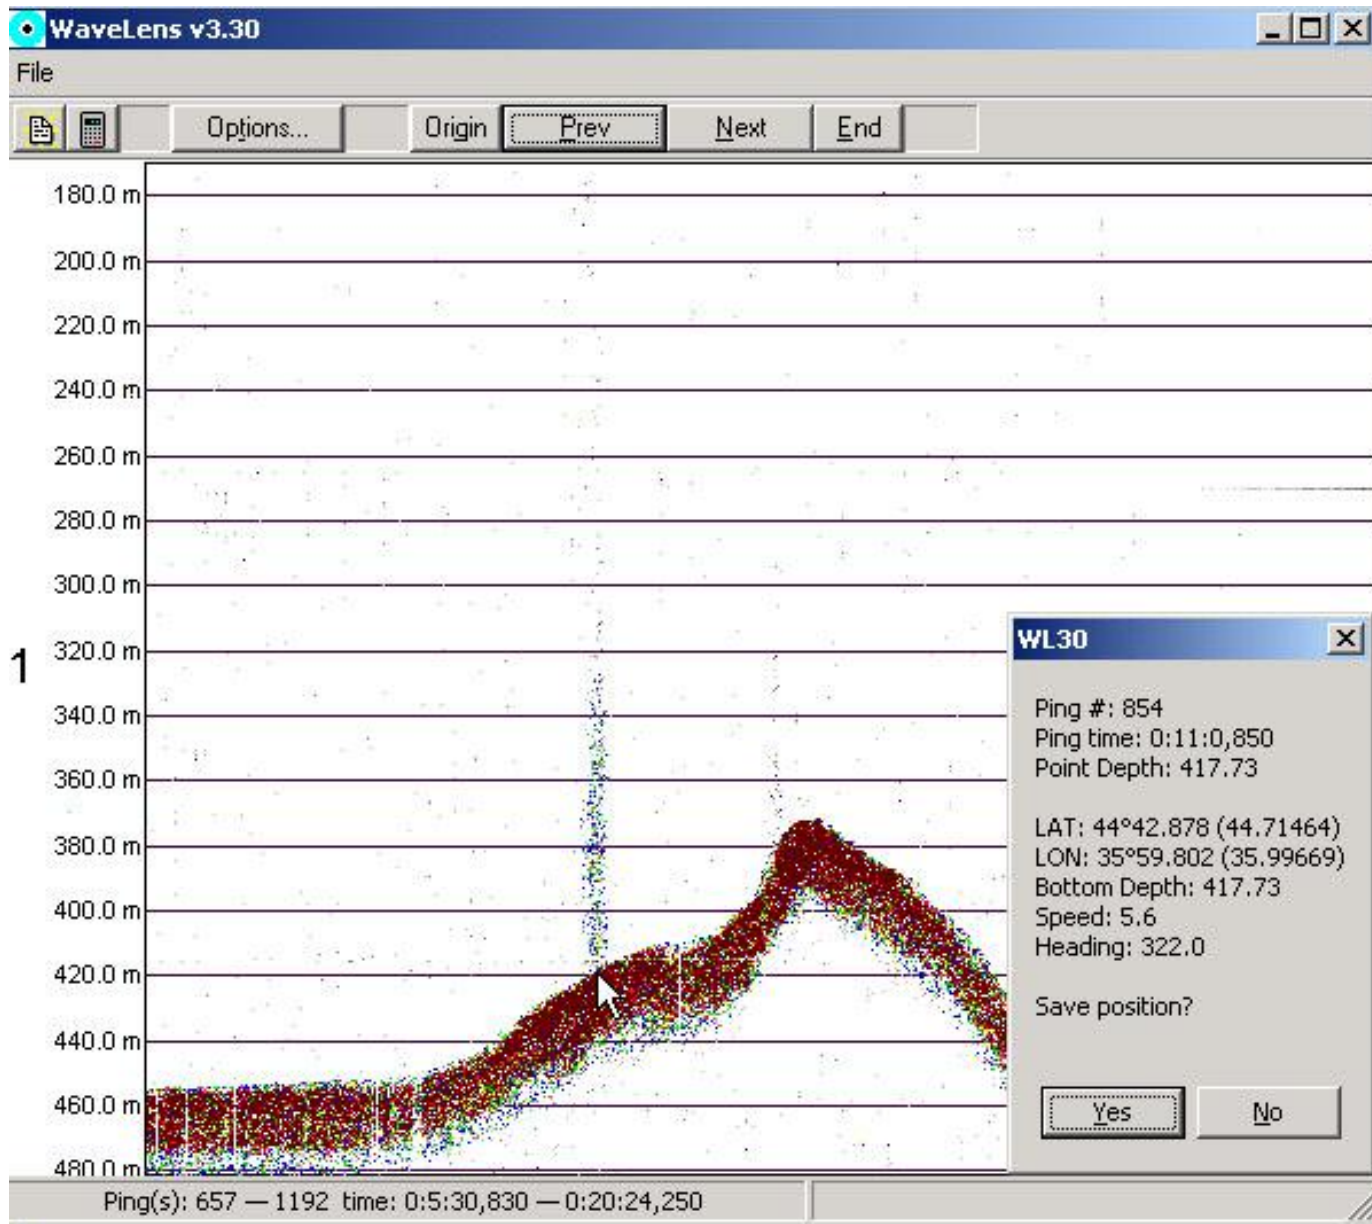 WaveLens v3.30
File
Options... Origin Prev Next End
180.0 m
200.0 m
220.0 m
240.0 m
260.0 m
280.0 m
300.0 m
1
320.0 m
340.0 m
360.0 m
380.0 m
400.0 m
420.0 m
440.0 m
460.0 m
480.0 m
WL30
Ping #: 854
Ping time: 0:11:0,850
Point Depth: 417.73
LAT: 44°42.878 (44.71464)
LON: 35°59.802 (35.99669)
Bottom Depth: 417.73
Speed: 5.6
Heading: 322.0
Save position?
Yes No
Ping(s): 657 — 1192 time: 0:5:30,830 — 0:20:24,250